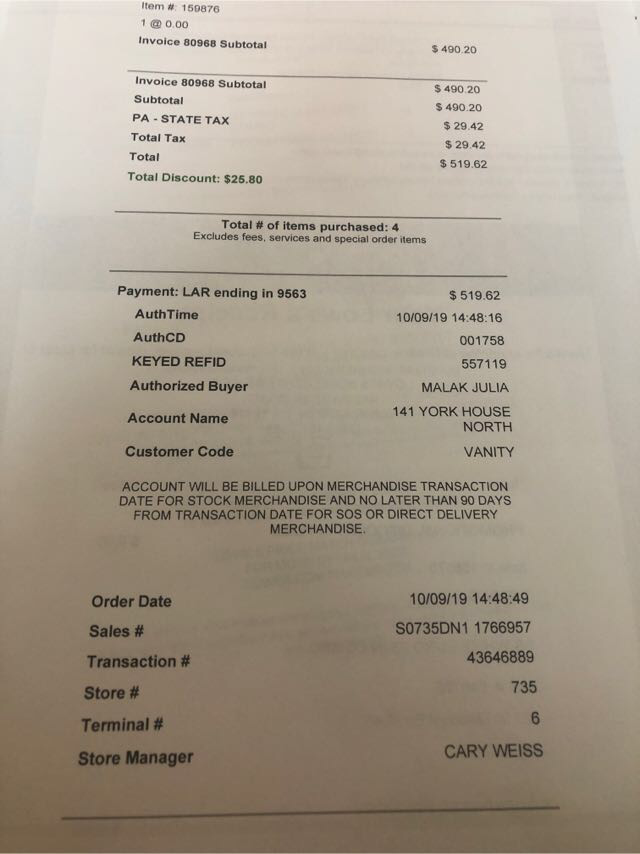 Item #: 159876
1 @ 0.00
Invoice 80968 Subtotal $ 490.20
Invoice 80968 Subtotal $ 490.20
Subtotal $ 490.20
PA - STATE TAX $ 29.42
Total Tax $ 29.42
Total $ 519.62
Total Discount: $25.80
Total # of items purchased: 4
Excludes fees, services and special order items
Payment: LAR ending in 9563 $ 519.62
AuthTime 10/09/19 14:48:16
AuthCD 001758
KEYED REFID 557119
Authorized Buyer MALAK JULIA
Account Name 141 YORK HOUSE
NORTH
Customer Code VANITY
ACCOUNT WILL BE BILLED UPON MERCHANDISE TRANSACTION
DATE FOR STOCK MERCHANDISE AND NO LATER THAN 90 DAYS
FROM TRANSACTION DATE FOR SOS OR DIRECT DELIVERY
MERCHANDISE.
Order Date 10/09/19 14:48:49
Sales # S0735DN1 1766957
Transaction # 43646889
Store # 735
Terminal # 6
Store Manager CARY WEISS